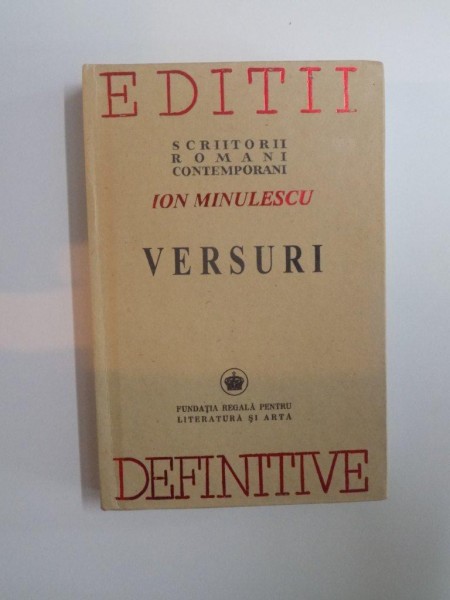 EDITII
SCRIITORII
ROMANI
CONTEMPORANI
ION MINULESCU
VERSURI
FUNDAȚIA REGALĂ PENTRU
LITERATURĂ ȘI ARTĂ
DEFINITIVE